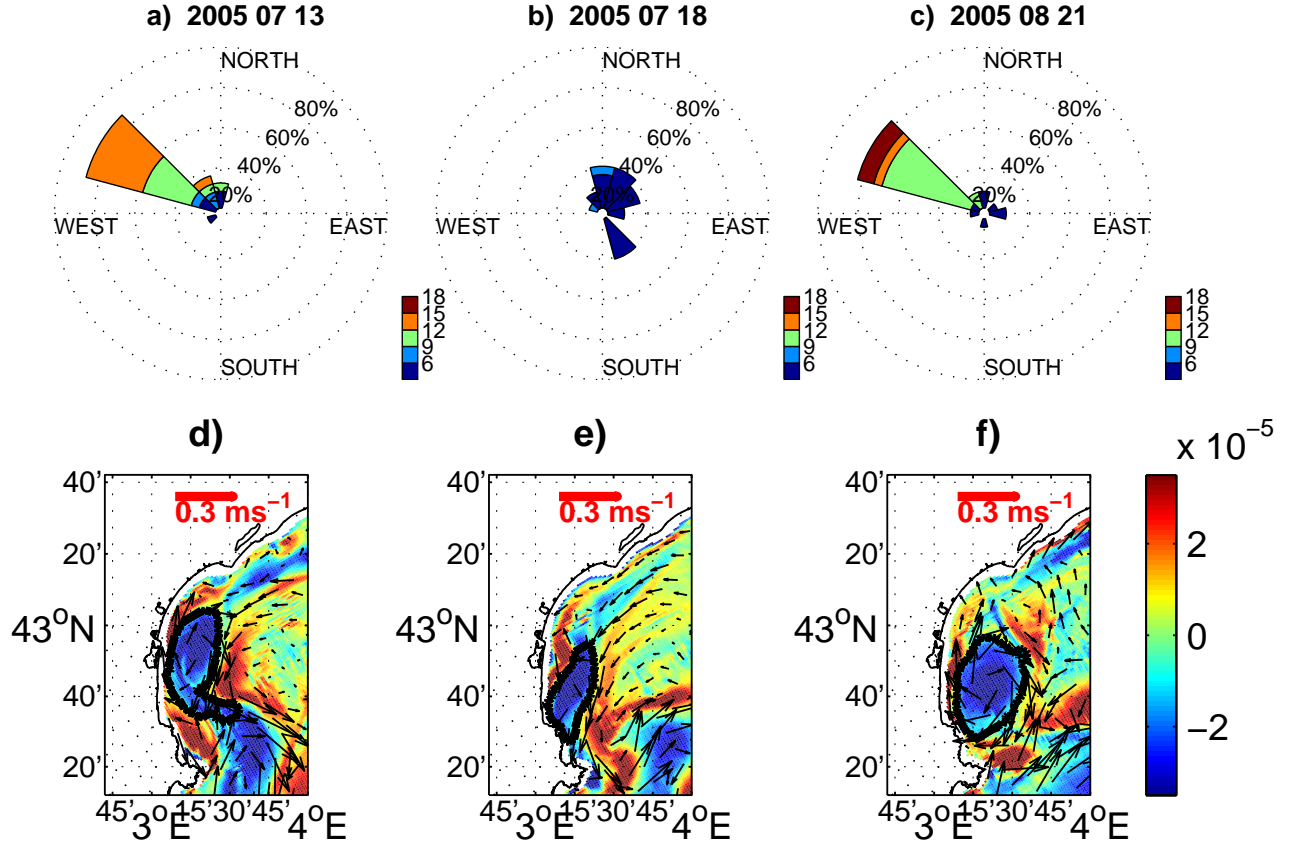 a) 2005 07 13
b) 2005 07 18
c) 2005 08 21
NORTH
80%
60%
40%
20%
WEST
EAST
SOUTH
18
15
12
9
6
NORTH
80%
60%
40%
20%
WEST
EAST
SOUTH
18
15
12
9
6
NORTH
80%
60%
40%
20%
WEST
EAST
SOUTH
18
15
12
9
6
d)
e)
f)
x 10⁻⁵
40'
0.3 ms⁻¹
20'
43°N
40'
20'
45' 3°E 15' 30' 45' 4°E
40'
0.3 ms⁻¹
20'
43°N
40'
20'
45' 3°E 15' 30' 45' 4°E
40'
0.3 ms⁻¹
20'
43°N
40'
20'
45' 3°E 15' 30' 45' 4°E
2
0
−2